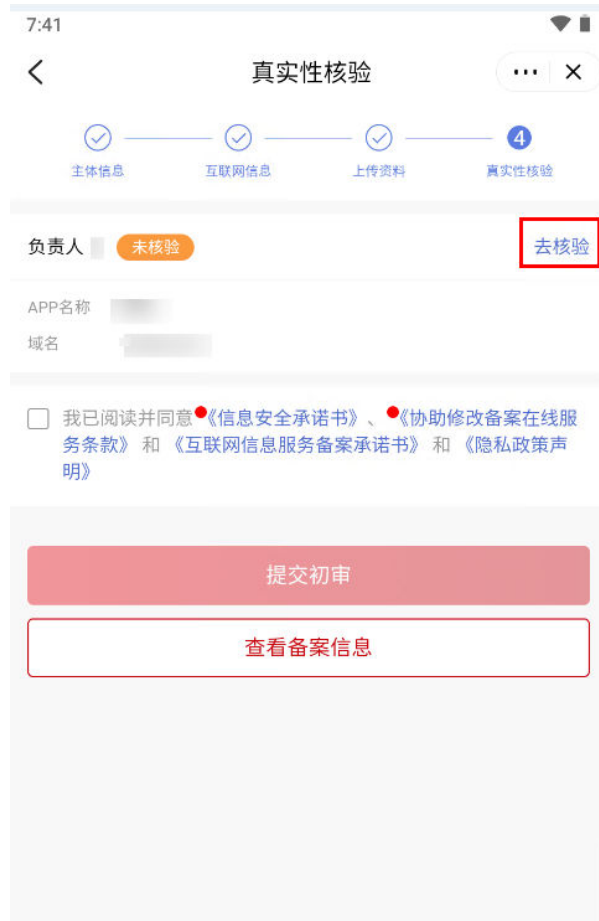 7:41
真实性核验
4
主体信息 互联网信息 上传资料 真实性核验
负责人 未核验 去核验
APP名称
域名
我已阅读并同意《信息安全承诺书》、《协助修改备案在线服
务条款》 和 《互联网信息服务备案承诺书》 和 《隐私政策声
明》
提交初审
查看备案信息